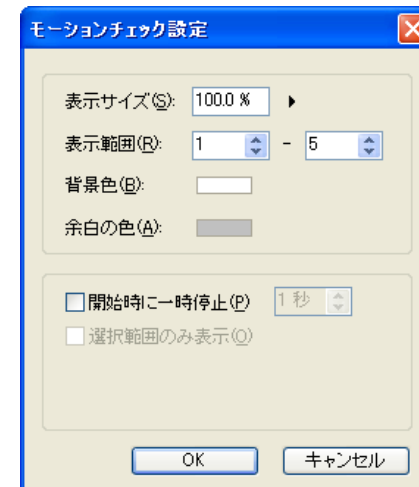 モーションチェック設定
表示サイズ(S): 100.0 %
表示範囲(R): 1 - 5
背景色(B):
余白の色(A):
開始時に一時停止(P) 1 秒
選択範囲のみ表示(O)
OK キャンセル